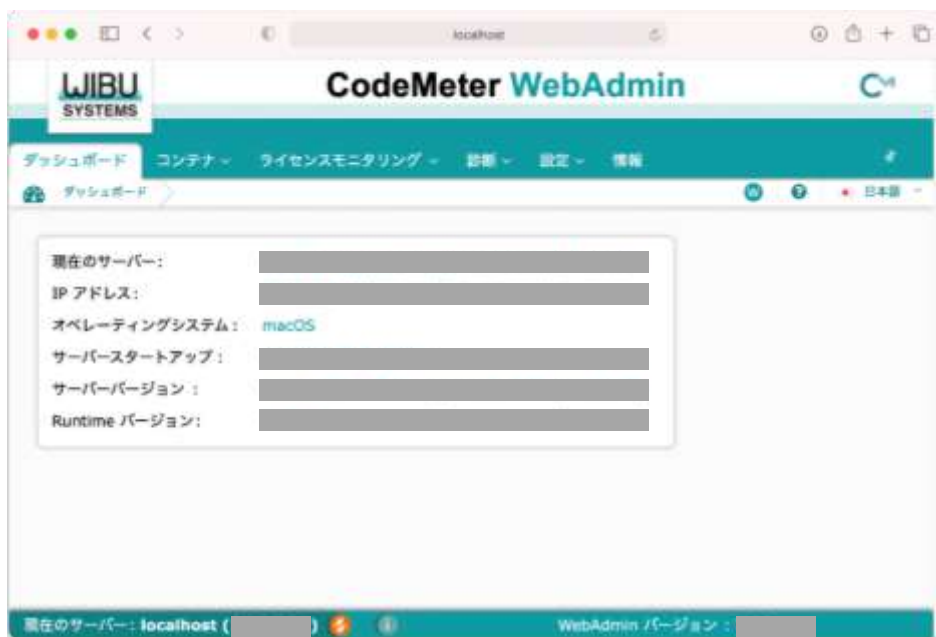 localhost
WIBU
SYSTEMS
CodeMeter WebAdmin
ダッシュボード コンテナ ライセンスモニタリング 診断 設定 情報
ダッシュボード W ? 日本語
現在のサーバー:
IP アドレス:
オペレーティングシステム: macOS
サーバースタートアップ:
サーバーバージョン :
Runtime バージョン:
現在のサーバー: localhost ( ) WebAdmin バージョン :